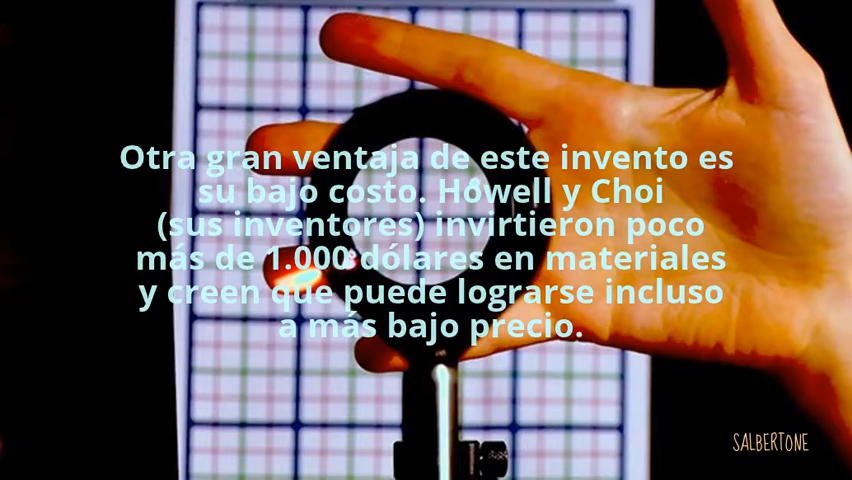 Otra gran ventaja de este invento es
su bajo costo. Howell y Choi
(sus inventores) invirtieron poco
más de 1.000 dólares en materiales
y creen que puede lograrse incluso
a más bajo precio.
SALBERTONE